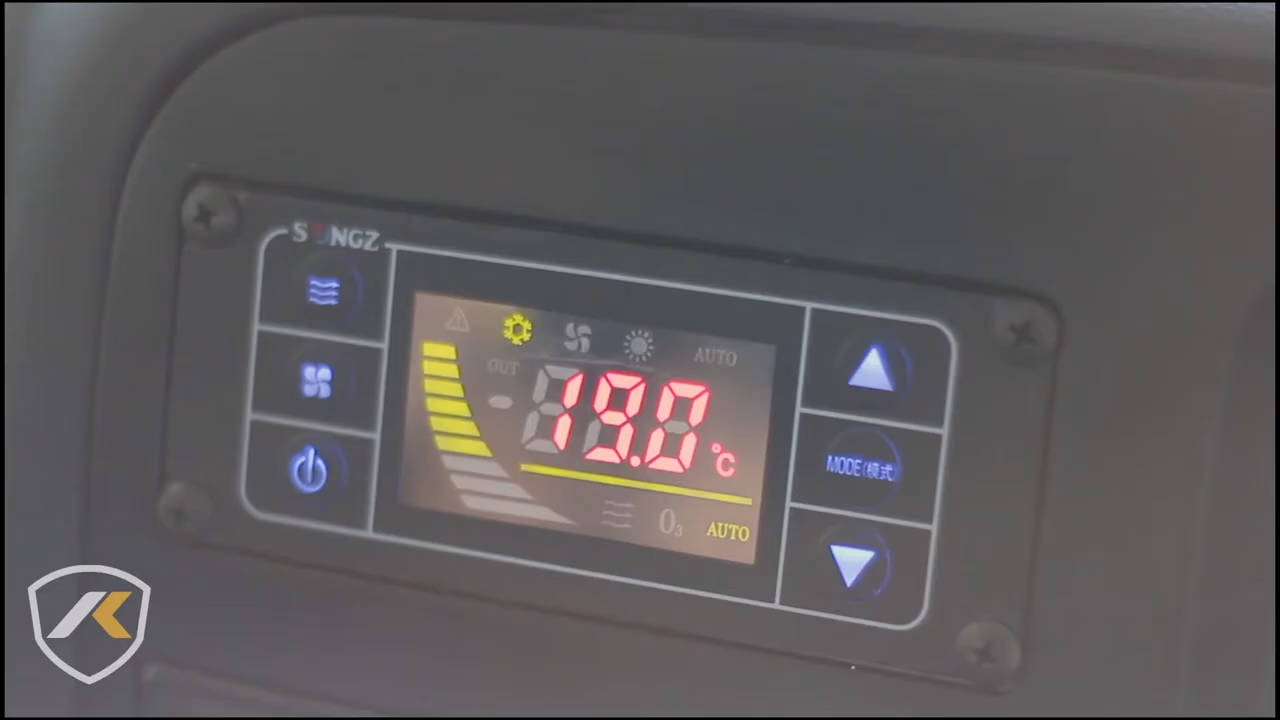 SONGZ
AUTO
OUT
19.0 °C
MODE(模式)
O₃
AUTO